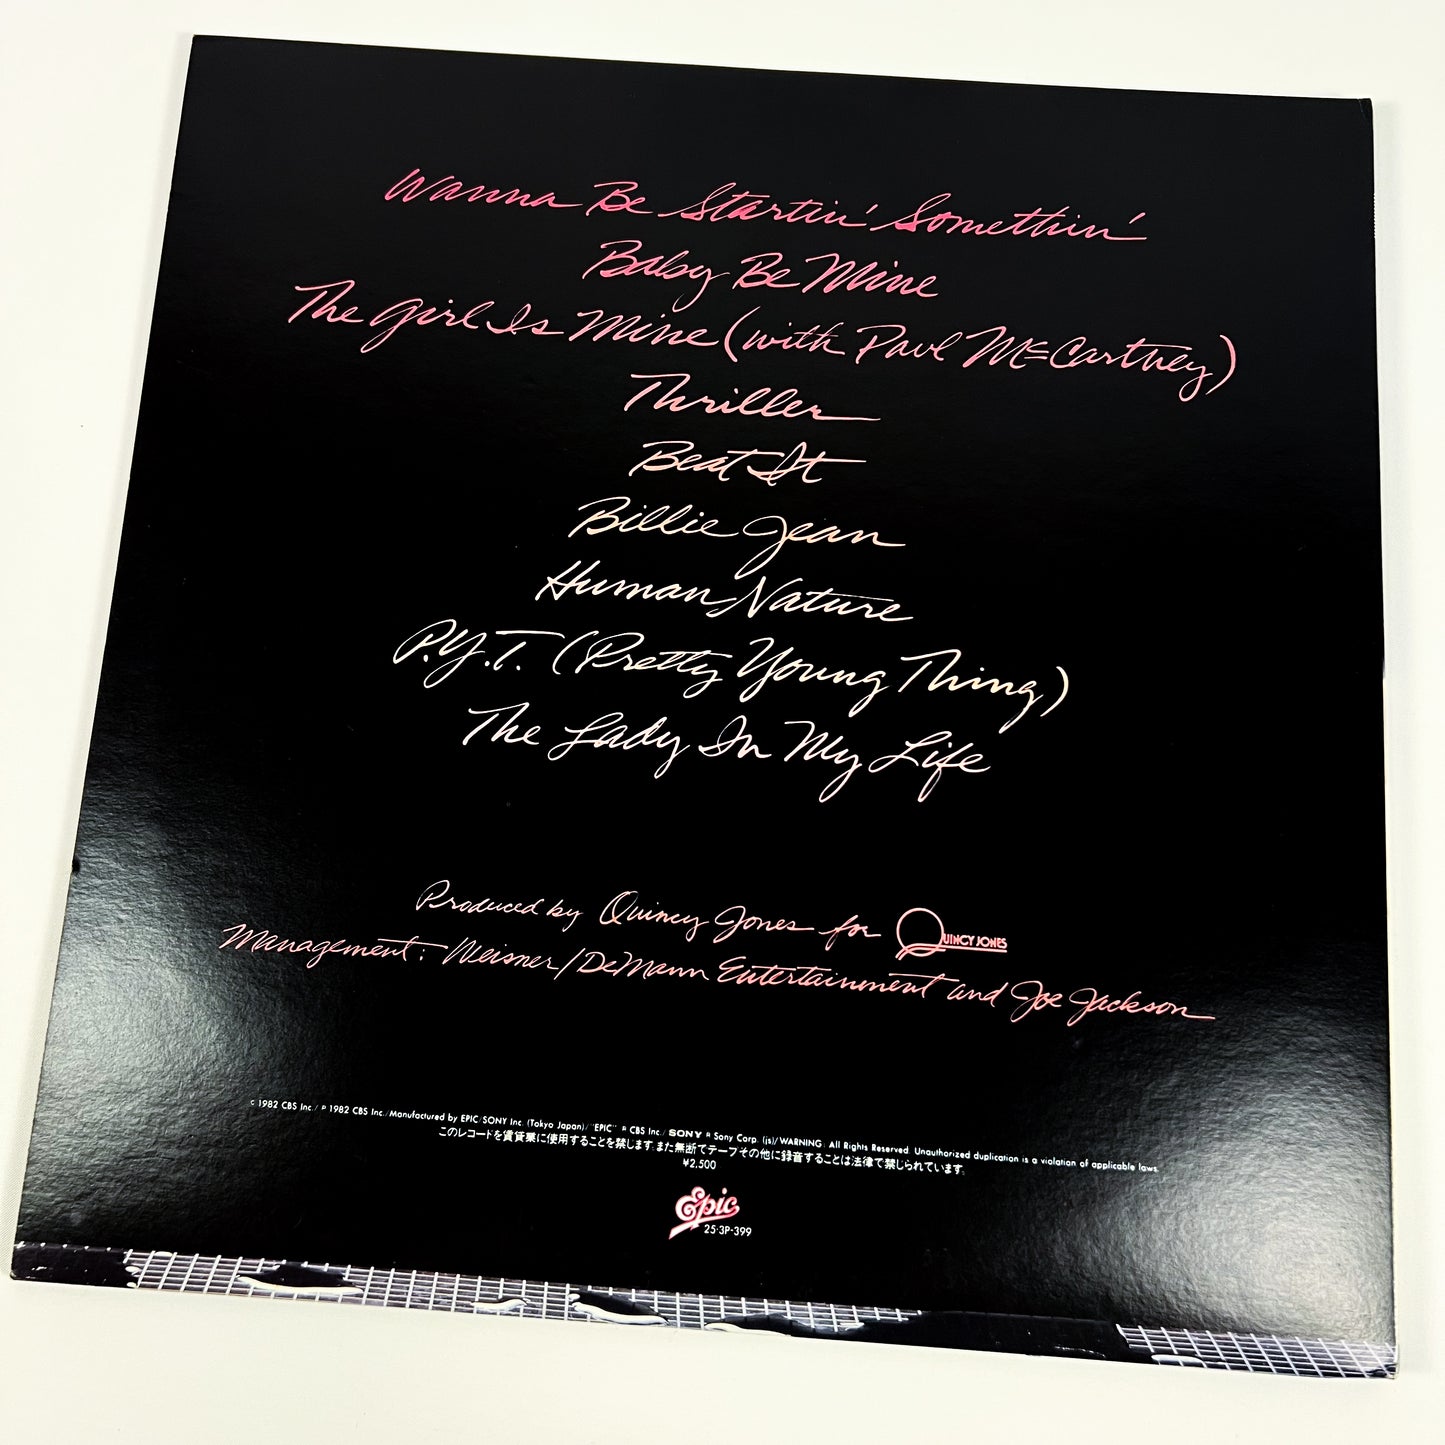 Wanna Be Startin' Somethin'
Baby Be Mine
The Girl Is Mine (with Paul McCartney)
Thriller
Beat It
Billie Jean
Human Nature
P.Y.T. (Pretty Young Thing)
The Lady In My Life
Produced by Quincy Jones for QUINCY JONES
Management: Weisner/DeMann Entertainment and Joe Jackson
© 1982 CBS Inc./ ℗ 1982 CBS Inc./Manufactured by EPIC/SONY Inc. (Tokyo Japan)/"EPIC" ® CBS Inc./ SONY ® Sony Corp. (js)/WARNING: All Rights Reserved. Unauthorized duplication is a violation of applicable laws.
このレコードを賃貸業に使用することを禁じます.また無断でテープその他に録音することは法律で禁じられています.
¥2,500
Epic
25·3P-399